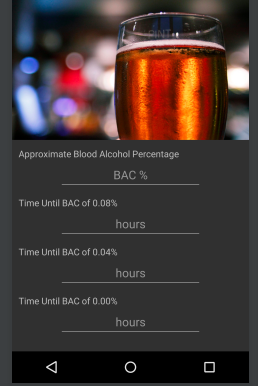 Approximate Blood Alcohol Percentage
BAC %
Time Until BAC of 0.08%
hours
Time Until BAC of 0.04%
hours
Time Until BAC of 0.00%
hours